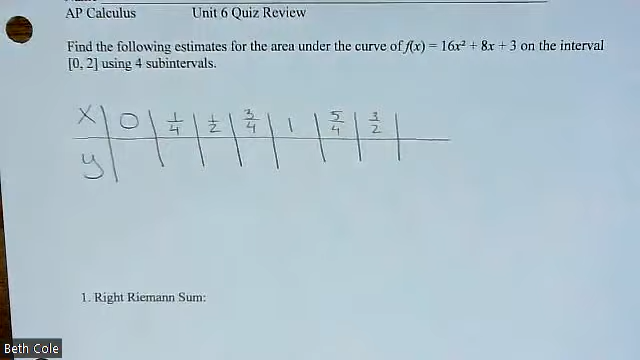 AP Calculus Unit 6 Quiz Review
Find the following estimates for the area under the curve of f(x) = 16x² + 8x + 3 on the interval
[0, 2] using 4 subintervals.
x | 0 | 1/4 | 1/2 | 3/4 | 1 | 5/4 | 3/2 |
y
1. Right Riemann Sum:
Beth Cole